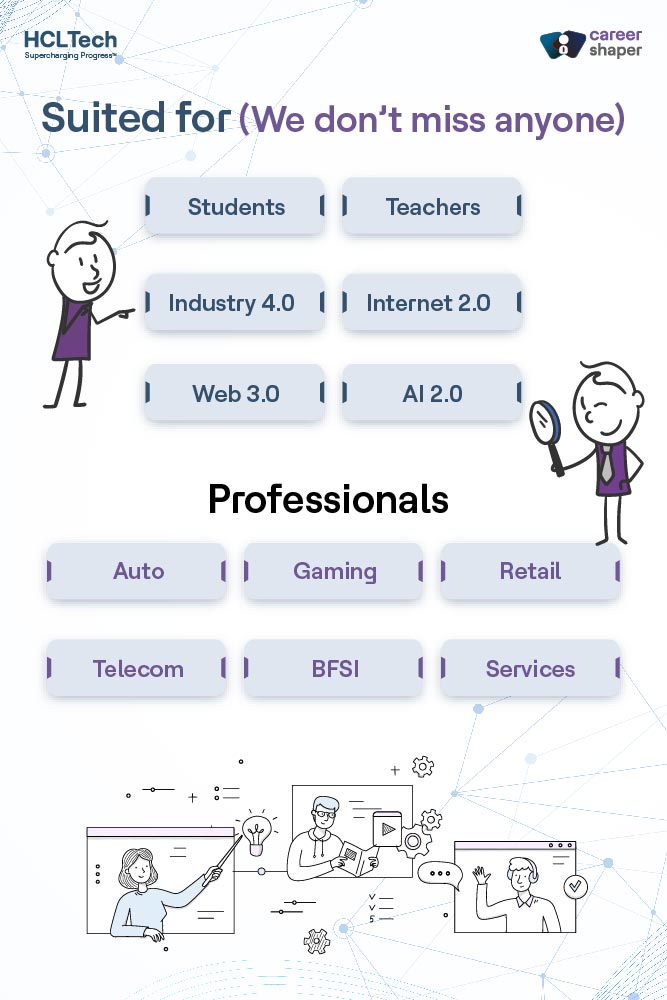 HCLTech
Supercharging Progress™
career
shaper
Suited for (We don't miss anyone)
Students
Teachers
Industry 4.0
Internet 2.0
Web 3.0
AI 2.0
Professionals
Auto
Gaming
Retail
Telecom
BFSI
Services